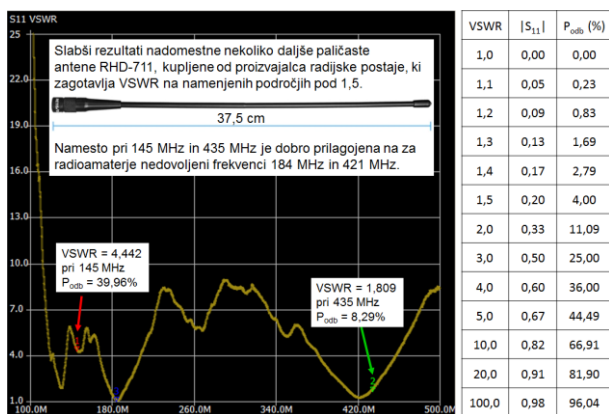 S11 VSWR
25
22.0
19.0
16.0
13.0
10.0
7.0
4.0
1.0
100.0M
180.0M
260.0M
340.0M
420.0M
500.0M
Slabši rezultati nadomestne nekoliko daljše paličaste
antene RHD-711, kupljene od proizvajalca radijske postaje, ki
zagotavlja VSWR na namenjenih področjih pod 1,5.
37,5 cm
Namesto pri 145 MHz in 435 MHz je dobro prilagojena na za
radioamaterje nedovoljeni frekvenci 184 MHz in 421 MHz.
VSWR = 4,442
pri 145 MHz
Podb = 39,96%
VSWR = 1,809
pri 435 MHz
Podb = 8,29%
1
2
VSWR |S11| Podb (%)
1,0 0,00 0,00
1,1 0,05 0,23
1,2 0,09 0,83
1,3 0,13 1,69
1,4 0,17 2,79
1,5 0,20 4,00
2,0 0,33 11,09
3,0 0,50 25,00
4,0 0,60 36,00
5,0 0,67 44,49
10,0 0,82 66,91
20,0 0,91 81,90
100,0 0,98 96,04